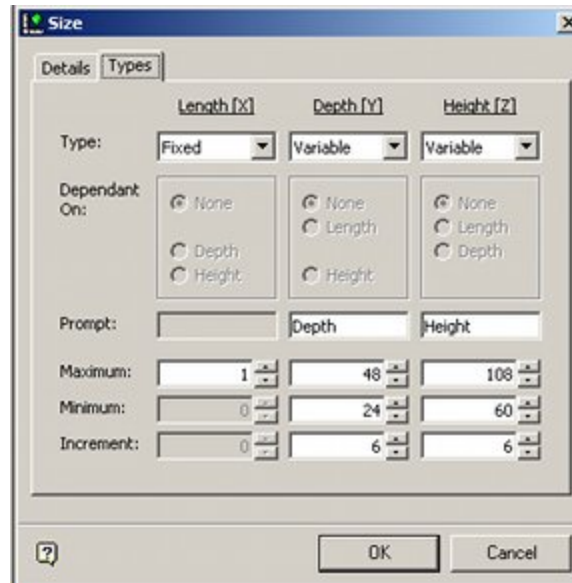 Size
Details Types
Length [X] Depth [Y] Height [Z]
Type: Fixed Variable Variable
Dependant On:
None None None
Length Length
Depth Depth
Height Height
Prompt: Depth Height
Maximum: 1 48 108
Minimum: 0 24 60
Increment: 0 6 6
OK Cancel